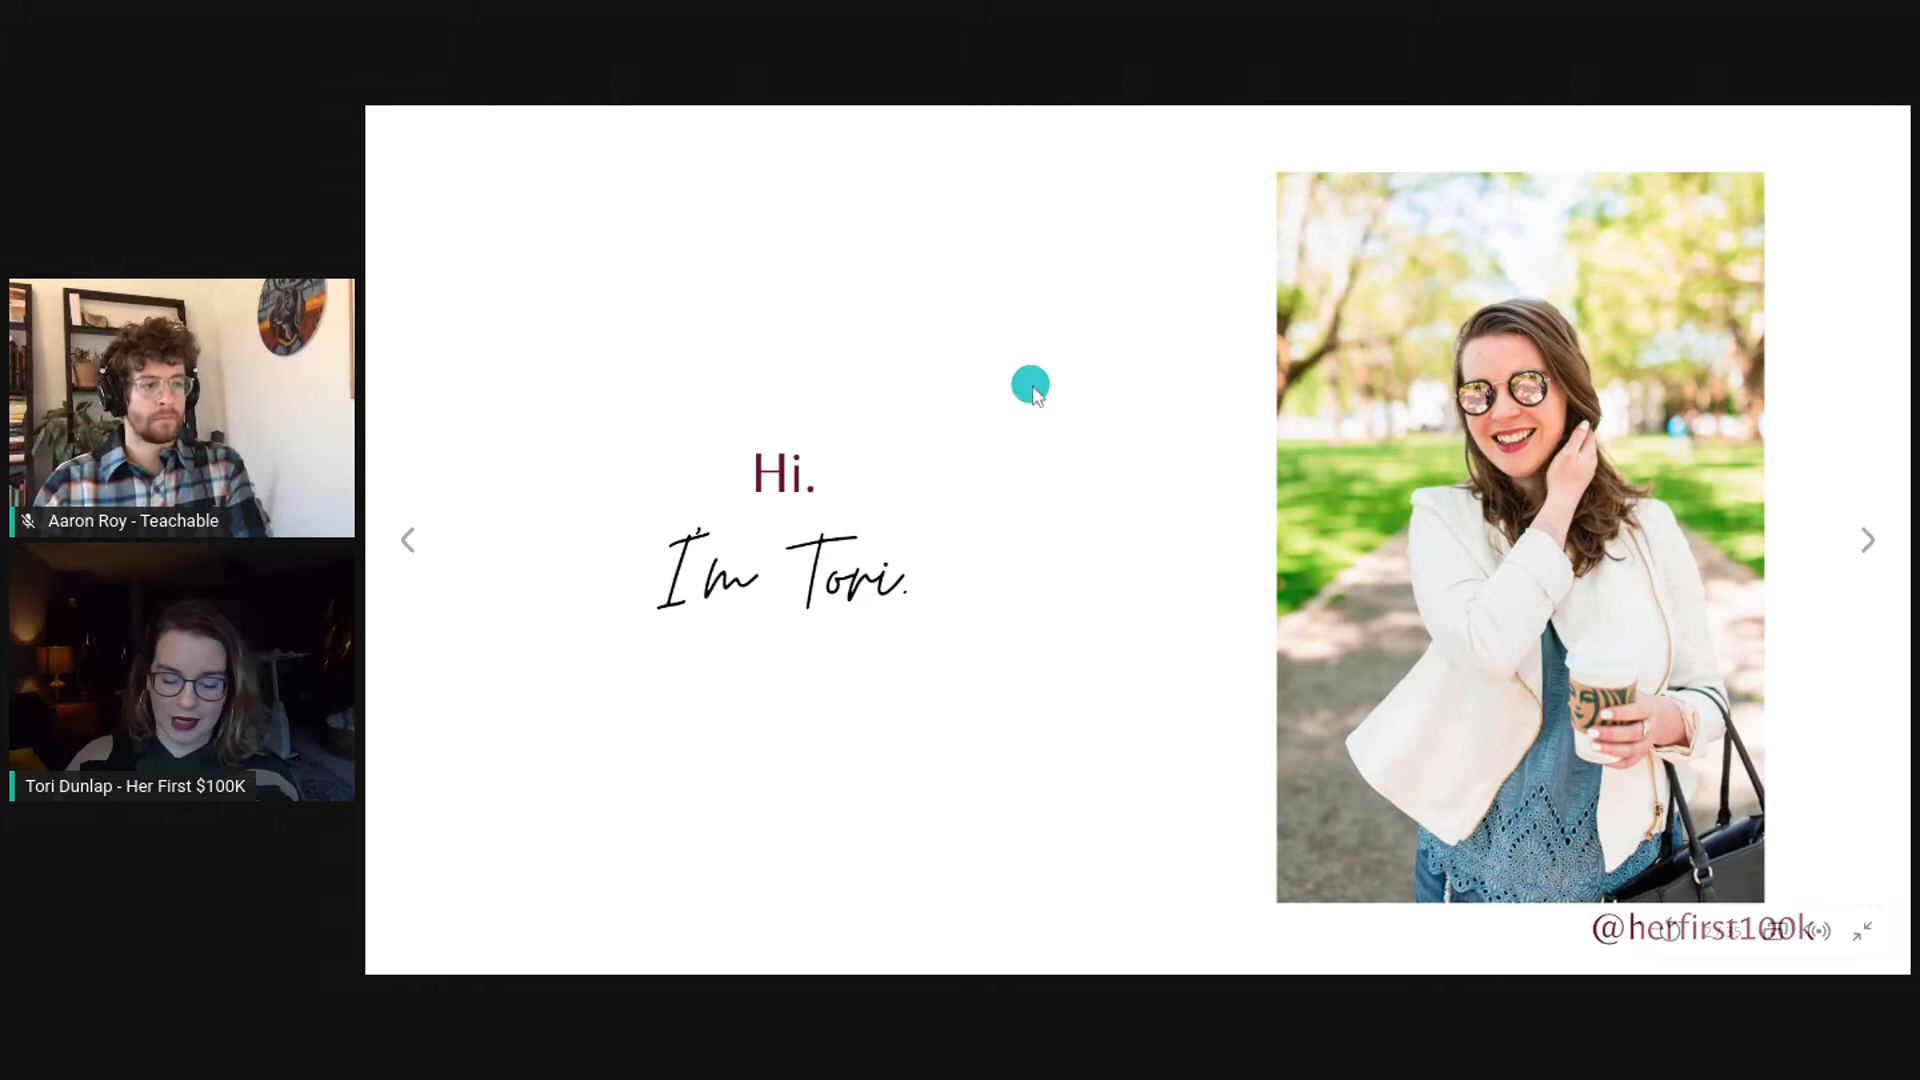 Aaron Roy - Teachable
Tori Dunlap - Her First $100K
Hi.
I'm Tori.
@herfirst100k